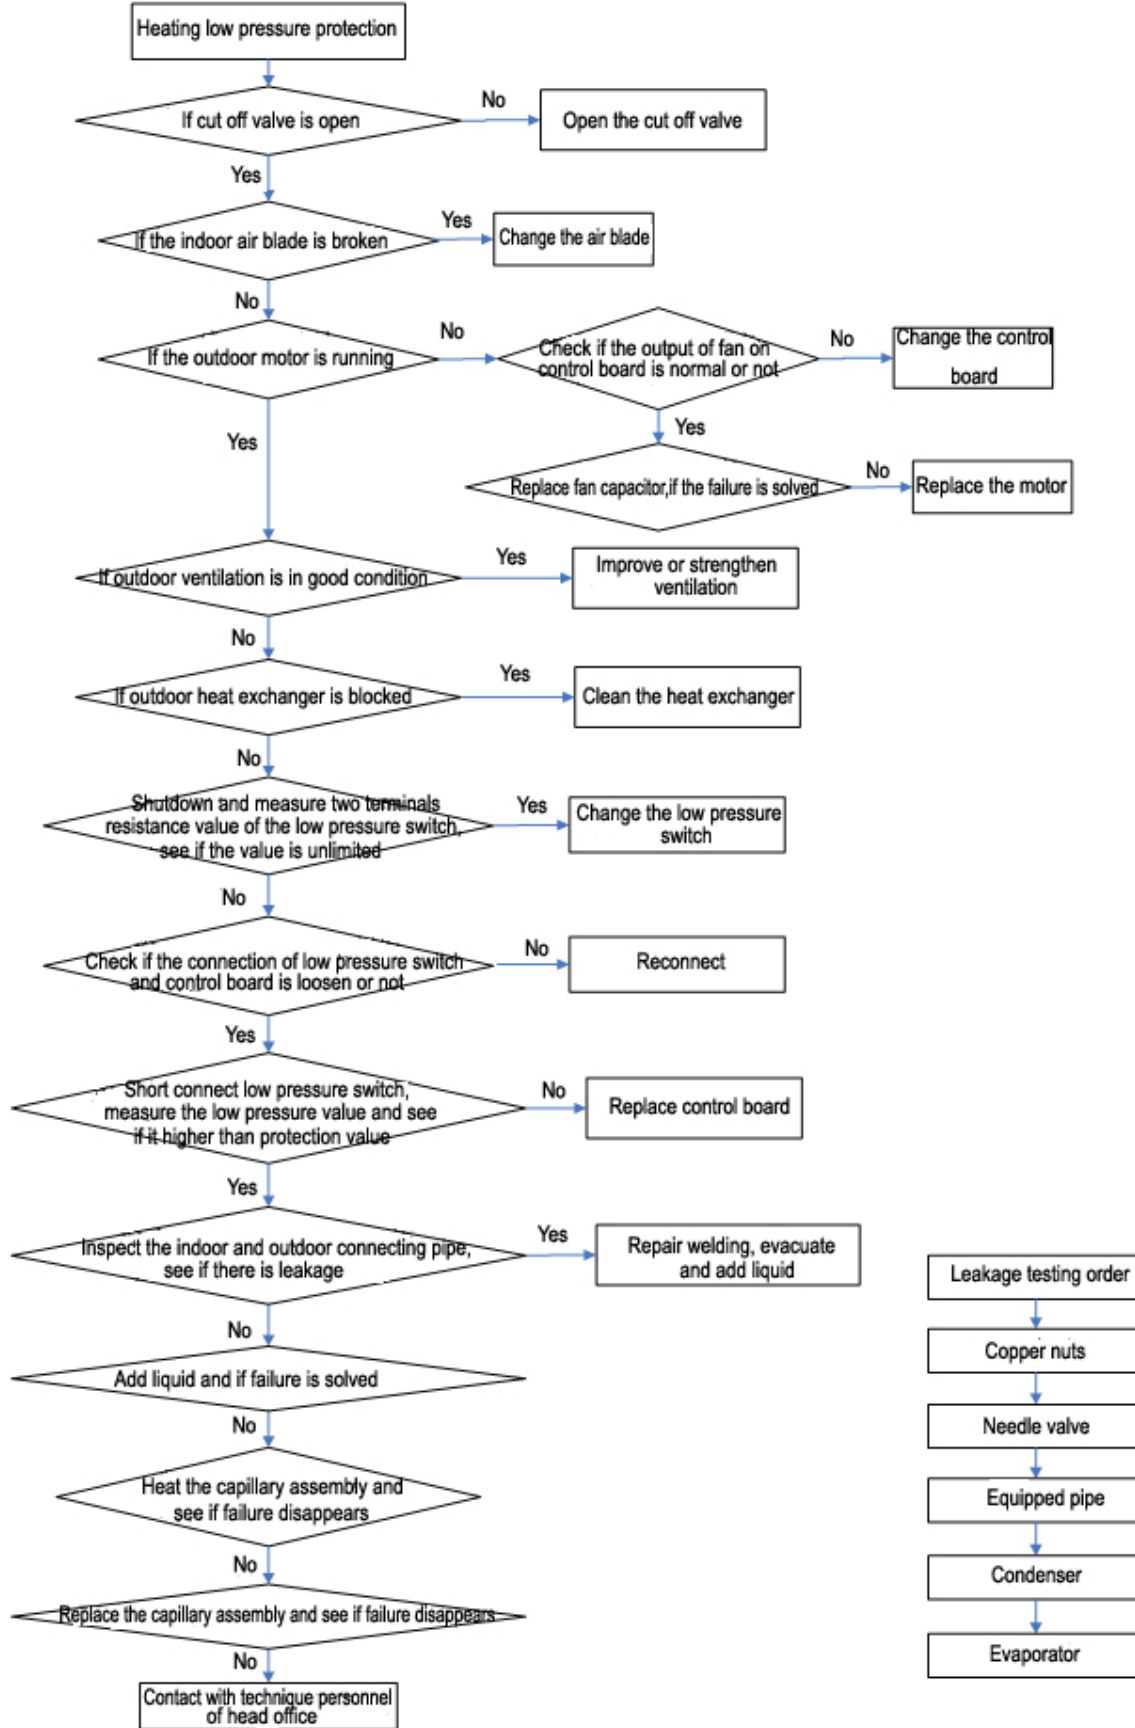 Heating low pressure protection
If cut off valve is open
No
Open the cut off valve
Yes
If the indoor air blade is broken
Yes
Change the air blade
No
If the outdoor motor is running
No
Check if the output of fan on
control board is normal or not
No
Change the control
board
Yes
Yes
Replace fan capacitor,if the failure is solved
No
Replace the motor
If outdoor ventilation is in good condition
Yes
Improve or strengthen
ventilation
No
If outdoor heat exchanger is blocked
Yes
Clean the heat exchanger
No
Shutdown and measure two terminals
resistance value of the low pressure switch,
see if the value is unlimited
Yes
Change the low pressure
switch
No
Check if the connection of low pressure switch
and control board is loosen or not
No
Reconnect
Yes
Short connect low pressure switch,
measure the low pressure value and see
if it higher than protection value
No
Replace control board
Yes
Inspect the indoor and outdoor connecting pipe,
see if there is leakage
Yes
Repair welding, evacuate
and add liquid
No
Add liquid and if failure is solved
No
Heat the capillary assembly and
see if failure disappears
No
Replace the capillary assembly and see if failure disappears
No
Contact with technique personnel
of head office
Leakage testing order
Copper nuts
Needle valve
Equipped pipe
Condenser
Evaporator